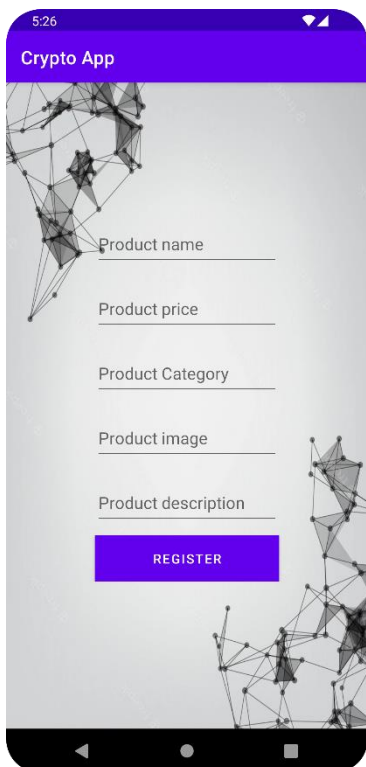 5:26
Crypto App
Product name
Product price
Product Category
Product image
Product description
REGISTER